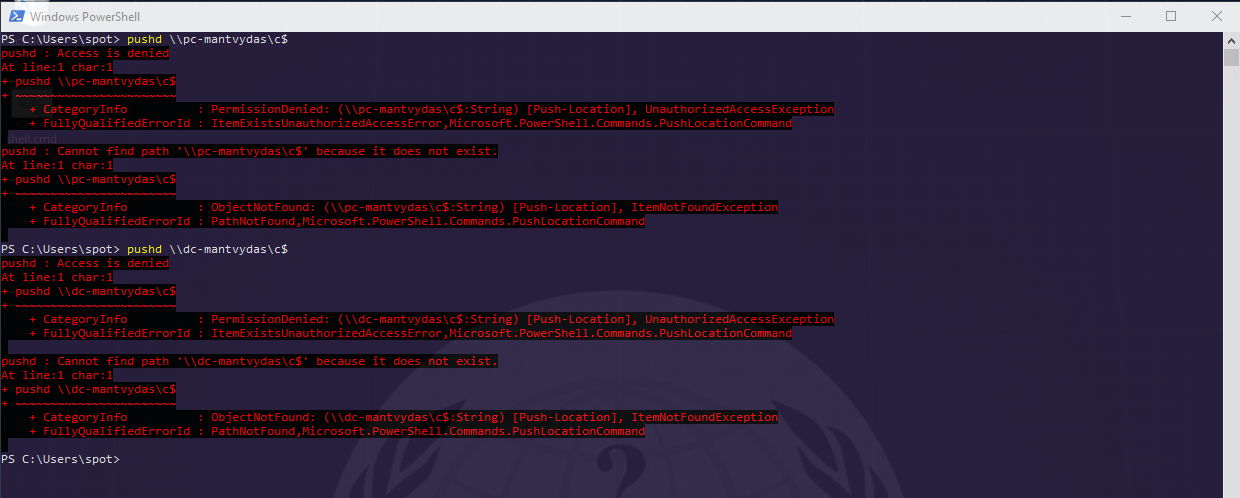 Windows PowerShell
PS C:\Users\spot> pushd \\pc-mantvydas\c$
pushd : Access is denied
At line:1 char:1
+ pushd \\pc-mantvydas\c$
+ ~~~~~~~~~~~~~~~~~~~~~~~
    + CategoryInfo          : PermissionDenied: (\\pc-mantvydas\c$:String) [Push-Location], UnauthorizedAccessException
    + FullyQualifiedErrorId : ItemExistsUnauthorizedAccessError,Microsoft.PowerShell.Commands.PushLocationCommand
shell.cmd
pushd : Cannot find path '\\pc-mantvydas\c$' because it does not exist.
At line:1 char:1
+ pushd \\pc-mantvydas\c$
+ ~~~~~~~~~~~~~~~~~~~~~~~
    + CategoryInfo          : ObjectNotFound: (\\pc-mantvydas\c$:String) [Push-Location], ItemNotFoundException
    + FullyQualifiedErrorId : PathNotFound,Microsoft.PowerShell.Commands.PushLocationCommand
PS C:\Users\spot> pushd \\dc-mantvydas\c$
pushd : Access is denied
At line:1 char:1
+ pushd \\dc-mantvydas\c$
+ ~~~~~~~~~~~~~~~~~~~~~~~
    + CategoryInfo          : PermissionDenied: (\\dc-mantvydas\c$:String) [Push-Location], UnauthorizedAccessException
    + FullyQualifiedErrorId : ItemExistsUnauthorizedAccessError,Microsoft.PowerShell.Commands.PushLocationCommand
pushd : Cannot find path '\\dc-mantvydas\c$' because it does not exist.
At line:1 char:1
+ pushd \\dc-mantvydas\c$
+ ~~~~~~~~~~~~~~~~~~~~~~~
    + CategoryInfo          : ObjectNotFound: (\\dc-mantvydas\c$:String) [Push-Location], ItemNotFoundException
    + FullyQualifiedErrorId : PathNotFound,Microsoft.PowerShell.Commands.PushLocationCommand
PS C:\Users\spot>
?